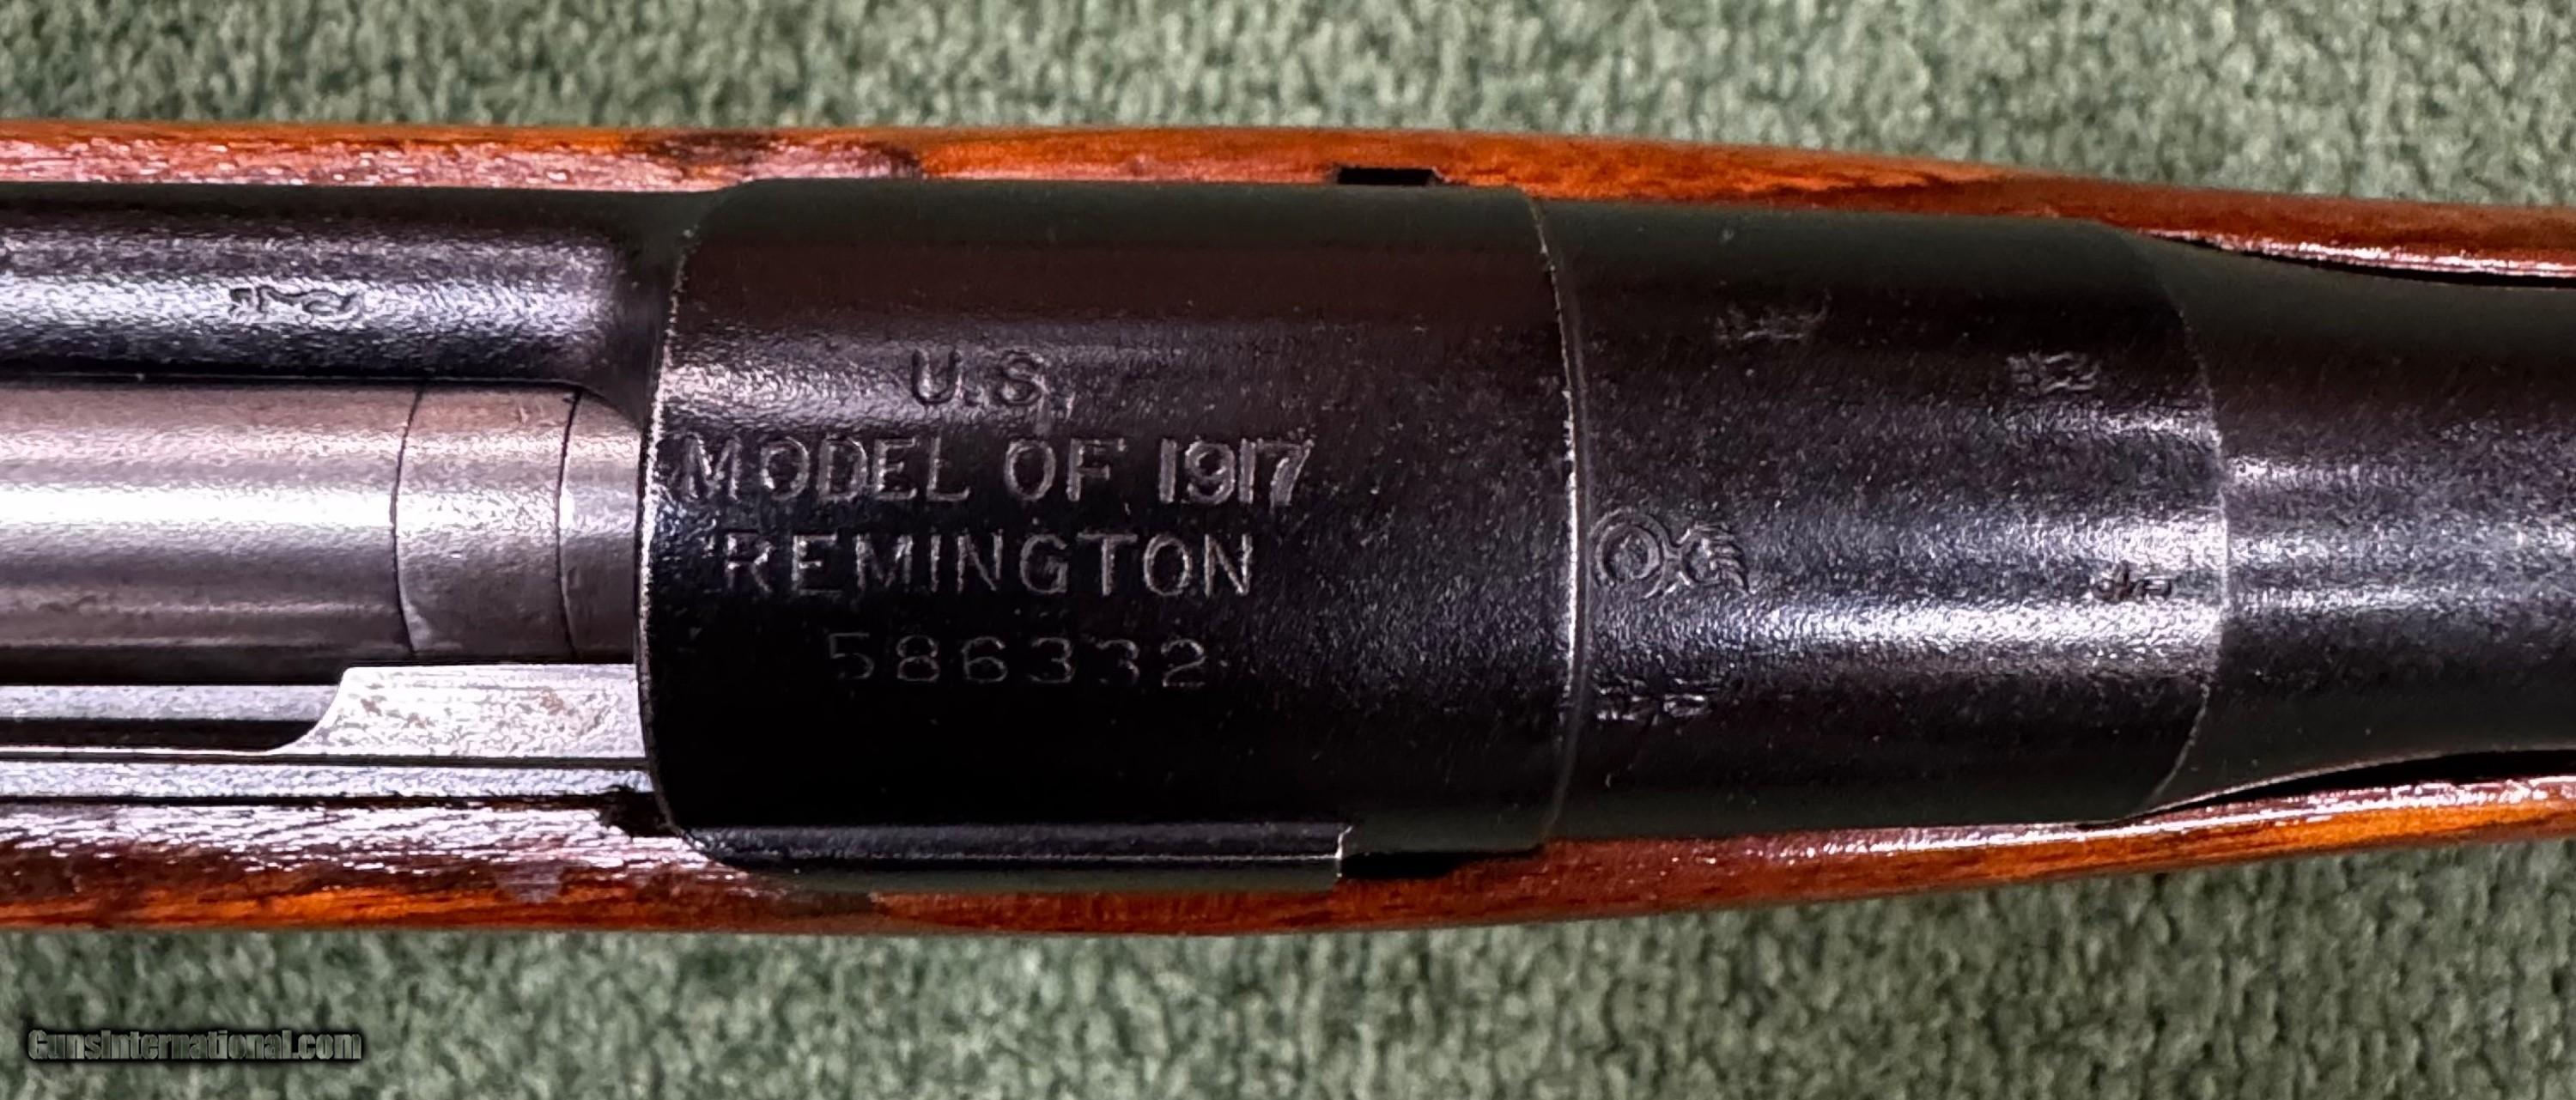 U.S.
MODEL OF 1917
REMINGTON
586332
GunsInternational.com